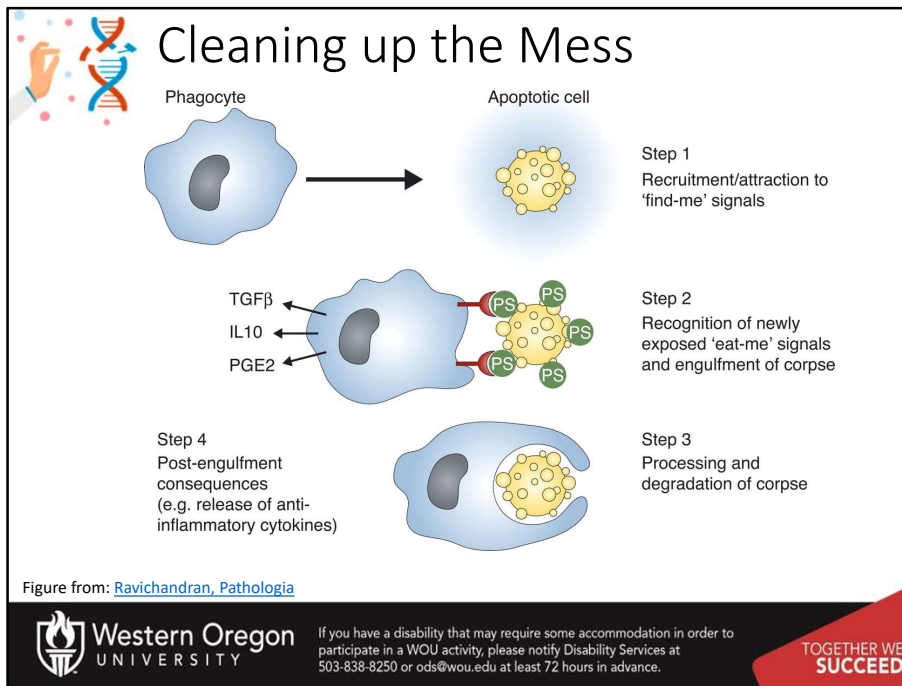 Cleaning up the Mess
Phagocyte
Apoptotic cell
Step 1
Recruitment/attraction to
'find-me' signals
TGFβ
IL10
PGE2
PS
PS
PS
PS
PS
Step 2
Recognition of newly
exposed 'eat-me' signals
and engulfment of corpse
Step 4
Post-engulfment
consequences
(e.g. release of anti-
inflammatory cytokines)
Step 3
Processing and
degradation of corpse
Figure from: Ravichandran, Pathologia
Western Oregon
UNIVERSITY
If you have a disability that may require some accommodation in order to
participate in a WOU activity, please notify Disability Services at
503-838-8250 or ods@wou.edu at least 72 hours in advance.
TOGETHER WE
SUCCEED